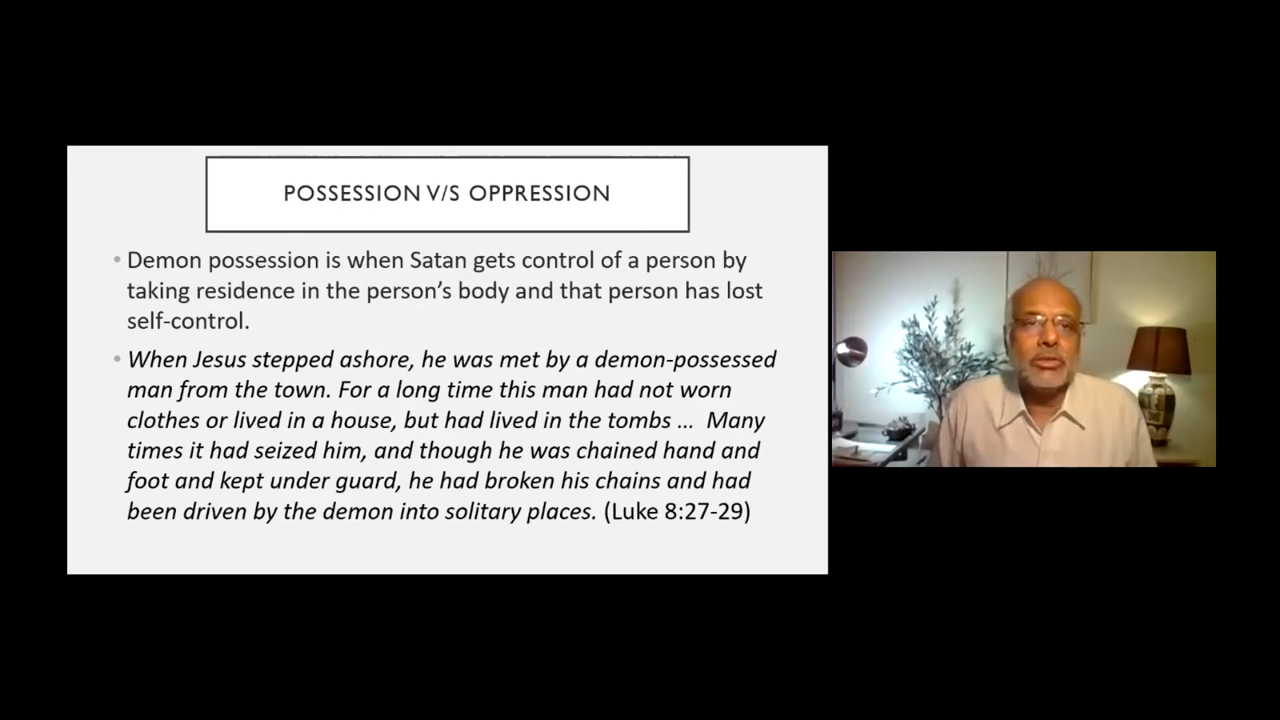 POSSESSION V/S OPPRESSION
• Demon possession is when Satan gets control of a person by
taking residence in the person's body and that person has lost
self-control.
• When Jesus stepped ashore, he was met by a demon-possessed
man from the town. For a long time this man had not worn
clothes or lived in a house, but had lived in the tombs ... Many
times it had seized him, and though he was chained hand and
foot and kept under guard, he had broken his chains and had
been driven by the demon into solitary places. (Luke 8:27-29)